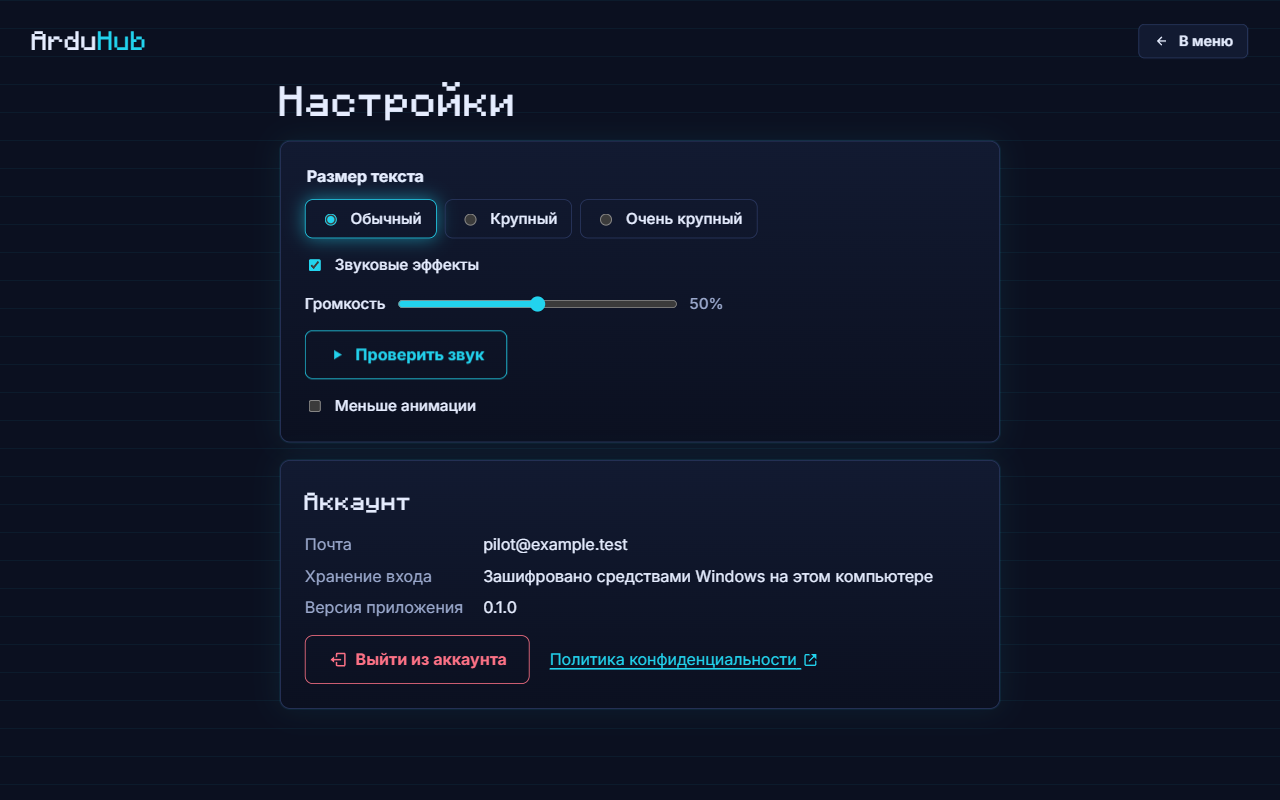 ArduHub
В меню
Настройки
Размер текста
Обычный Крупный Очень крупный
Звуковые эффекты
Громкость 50%
Проверить звук
Меньше анимации
Аккаунт
Почта pilot@example.test
Хранение входа Зашифровано средствами Windows на этом компьютере
Версия приложения 0.1.0
Выйти из аккаунта Политика конфиденциальности